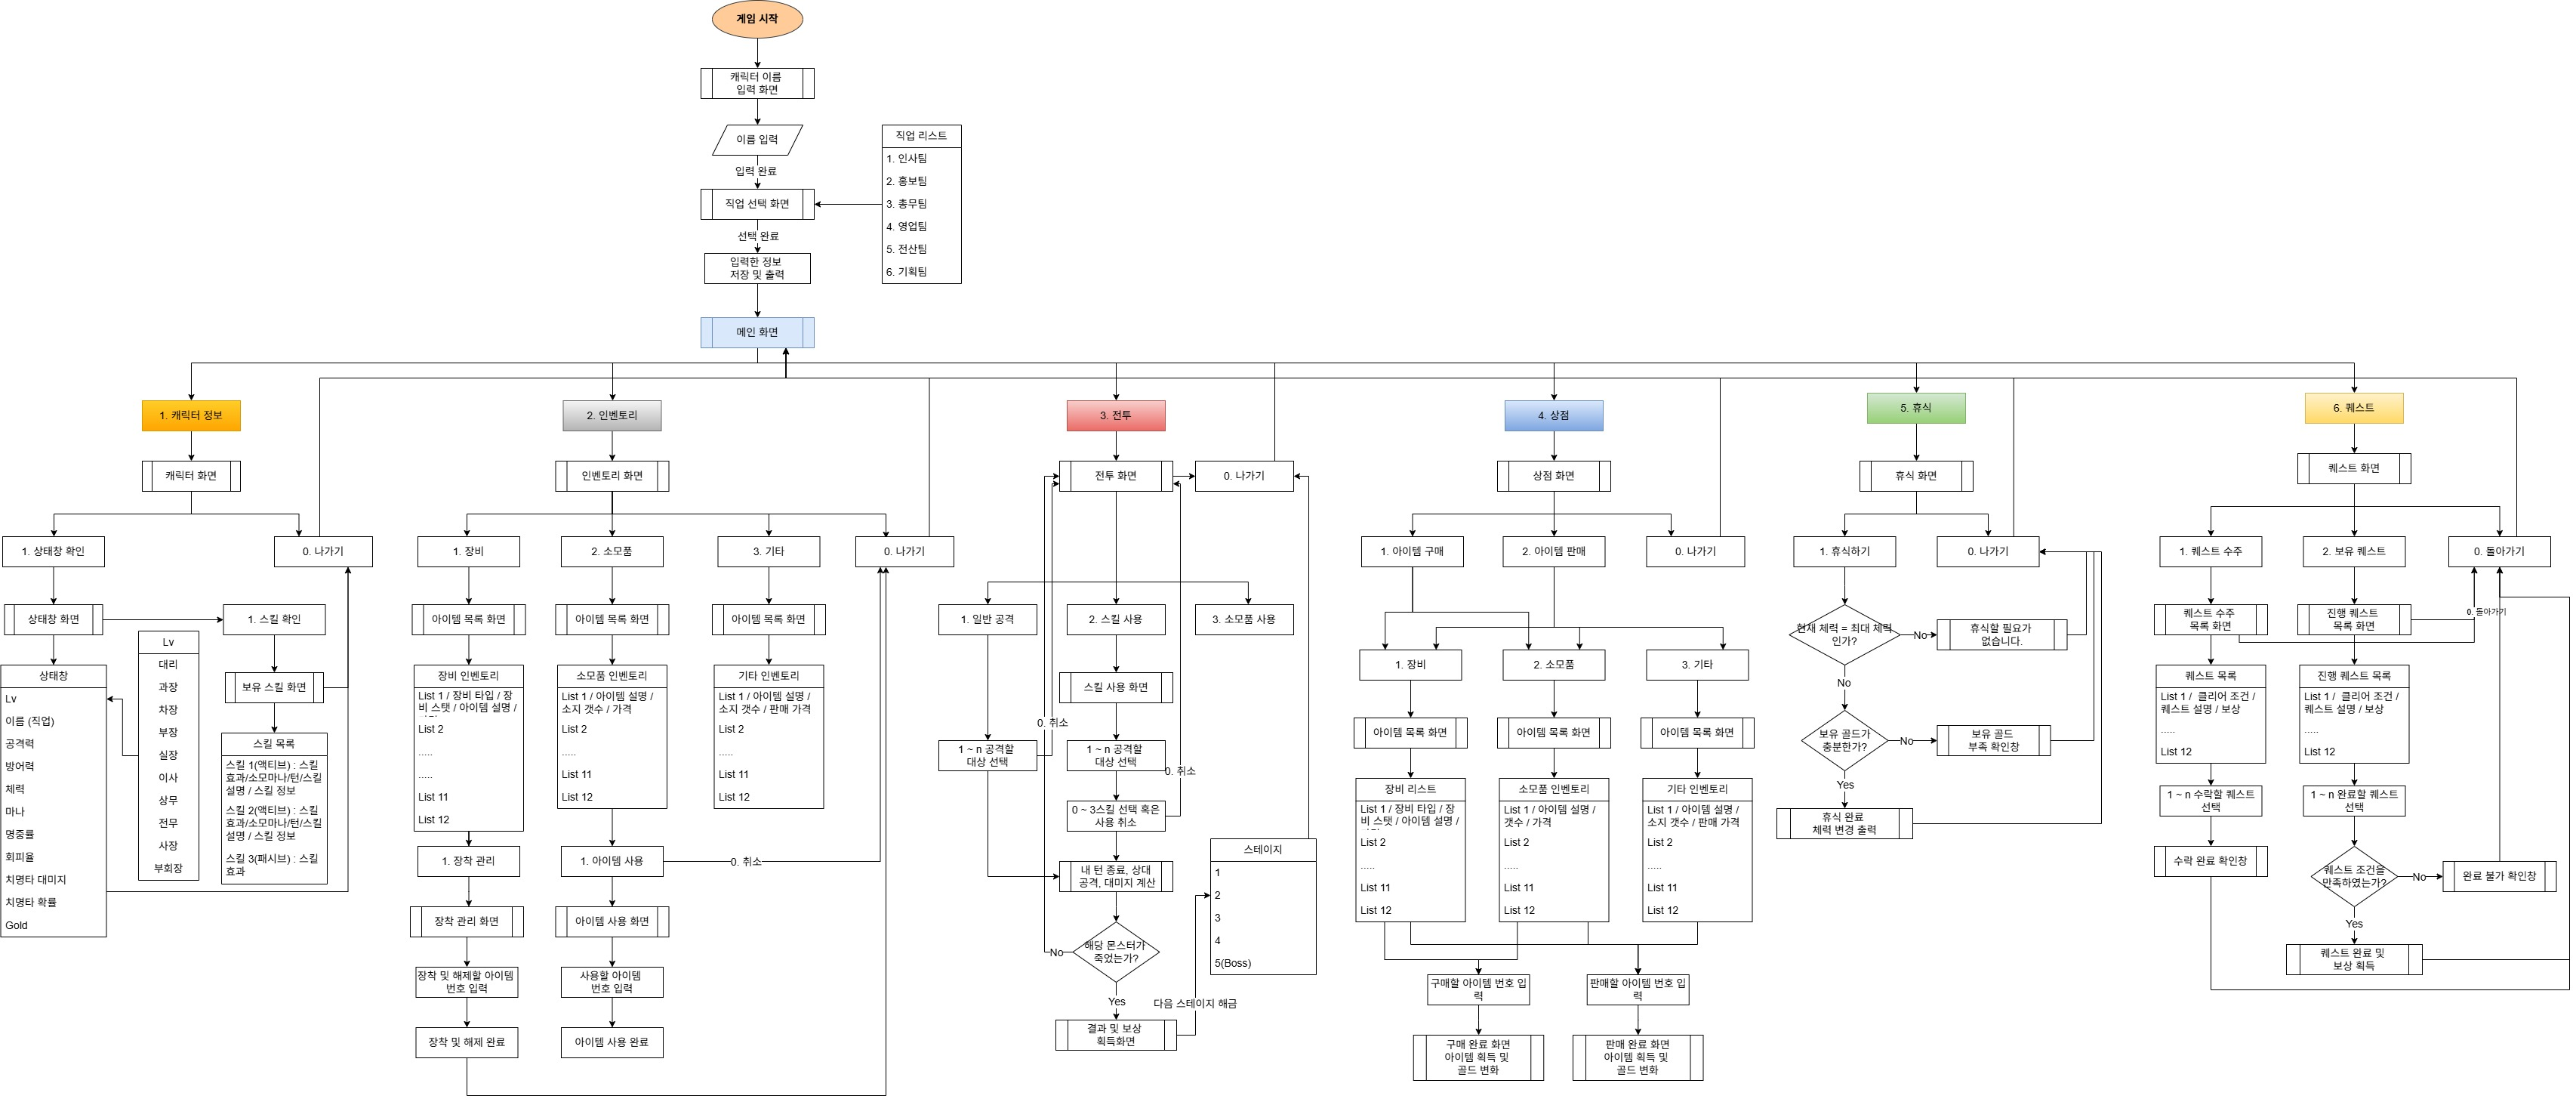 게임 시작
캐릭터 이름
입력 화면
이름 입력
입력 완료
직업 선택 화면
선택 완료
입력한 정보
저장 및 출력
메인 화면
직업 리스트
1. 인사팀
2. 홍보팀
3. 총무팀
4. 영업팀
5. 전산팀
6. 기획팀
1. 캐릭터 정보
캐릭터 화면
1. 상태창 확인
0. 나가기
상태창 화면
1. 스킬 확인
상태창
Lv
이름 (직업)
공격력
방어력
체력
마나
명중률
회피율
치명타 대미지
치명타 확률
Gold
Lv
대리
과장
차장
부장
실장
이사
상무
전무
사장
부회장
보유 스킬 화면
스킬 목록
스킬 1(액티브) : 스킬
효과/소모마나/턴/스킬
설명 / 스킬 정보
스킬 2(액티브) : 스킬
효과/소모마나/턴/스킬
설명 / 스킬 정보
스킬 3(패시브) : 스킬
효과
2. 인벤토리
인벤토리 화면
1. 장비
2. 소모품
3. 기타
0. 나가기
아이템 목록 화면
아이템 목록 화면
아이템 목록 화면
장비 인벤토리
List 1 / 장비 타입 / 장
비 스탯 / 아이템 설명 /
List 2
.....
.....
List 11
List 12
소모품 인벤토리
List 1 / 아이템 설명 /
소지 갯수 / 가격
List 2
.....
List 11
List 12
기타 인벤토리
List 1 / 아이템 설명 /
소지 갯수 / 판매 가격
List 2
.....
List 11
List 12
1. 장착 관리
장착 관리 화면
장착 및 해제할 아이템
번호 입력
장착 및 해제 완료
1. 아이템 사용
0. 취소
아이템 사용 화면
사용할 아이템
번호 입력
아이템 사용 완료
3. 전투
전투 화면
0. 나가기
1. 일반 공격
2. 스킬 사용
3. 소모품 사용
스킬 사용 화면
0. 취소
1 ~ n 공격할
대상 선택
1 ~ n 공격할
대상 선택
0. 취소
0 ~ 3스킬 선택 혹은
사용 취소
내 턴 종료, 상대
공격, 대미지 계산
해당 몬스터가
죽었는가?
No
Yes
결과 및 보상
획득화면
다음 스테이지 해금
스테이지
1
2
3
4
5(Boss)
4. 상점
상점 화면
1. 아이템 구매
2. 아이템 판매
0. 나가기
1. 장비
2. 소모품
3. 기타
아이템 목록 화면
아이템 목록 화면
아이템 목록 화면
장비 리스트
List 1 / 장비 타입 / 장
비 스탯 / 아이템 설명 /
List 2
.....
List 11
List 12
소모품 인벤토리
List 1 / 아이템 설명 /
갯수 / 가격
List 2
.....
List 11
List 12
기타 인벤토리
List 1 / 아이템 설명 /
소지 갯수 / 판매 가격
List 2
.....
List 11
List 12
구매할 아이템 번호 입
력
구매 완료 화면
아이템 획득 및
골드 변화
판매할 아이템 번호 입
력
판매 완료 화면
아이템 획득 및
골드 변화
5. 휴식
휴식 화면
1. 휴식하기
0. 나가기
현재 체력 = 최대 체력
인가?
No
휴식할 필요가
없습니다.
No
보유 골드가
충분한가?
No
보유 골드
부족 확인창
Yes
휴식 완료
체력 변경 출력
6. 퀘스트
퀘스트 화면
1. 퀘스트 수주
2. 보유 퀘스트
0. 돌아가기
퀘스트 수주
목록 화면
진행 퀘스트
목록 화면
0. 돌아가기
퀘스트 목록
List 1 / 클리어 조건 /
퀘스트 설명 / 보상
.....
List 12
진행 퀘스트 목록
List 1 / 클리어 조건 /
퀘스트 설명 / 보상
.....
List 12
1 ~ n 수락할 퀘스트
선택
1 ~ n 완료할 퀘스트
선택
수락 완료 확인창
퀘스트 조건을
만족하였는가?
No
완료 불가 확인창
Yes
퀘스트 완료 및
보상 획득